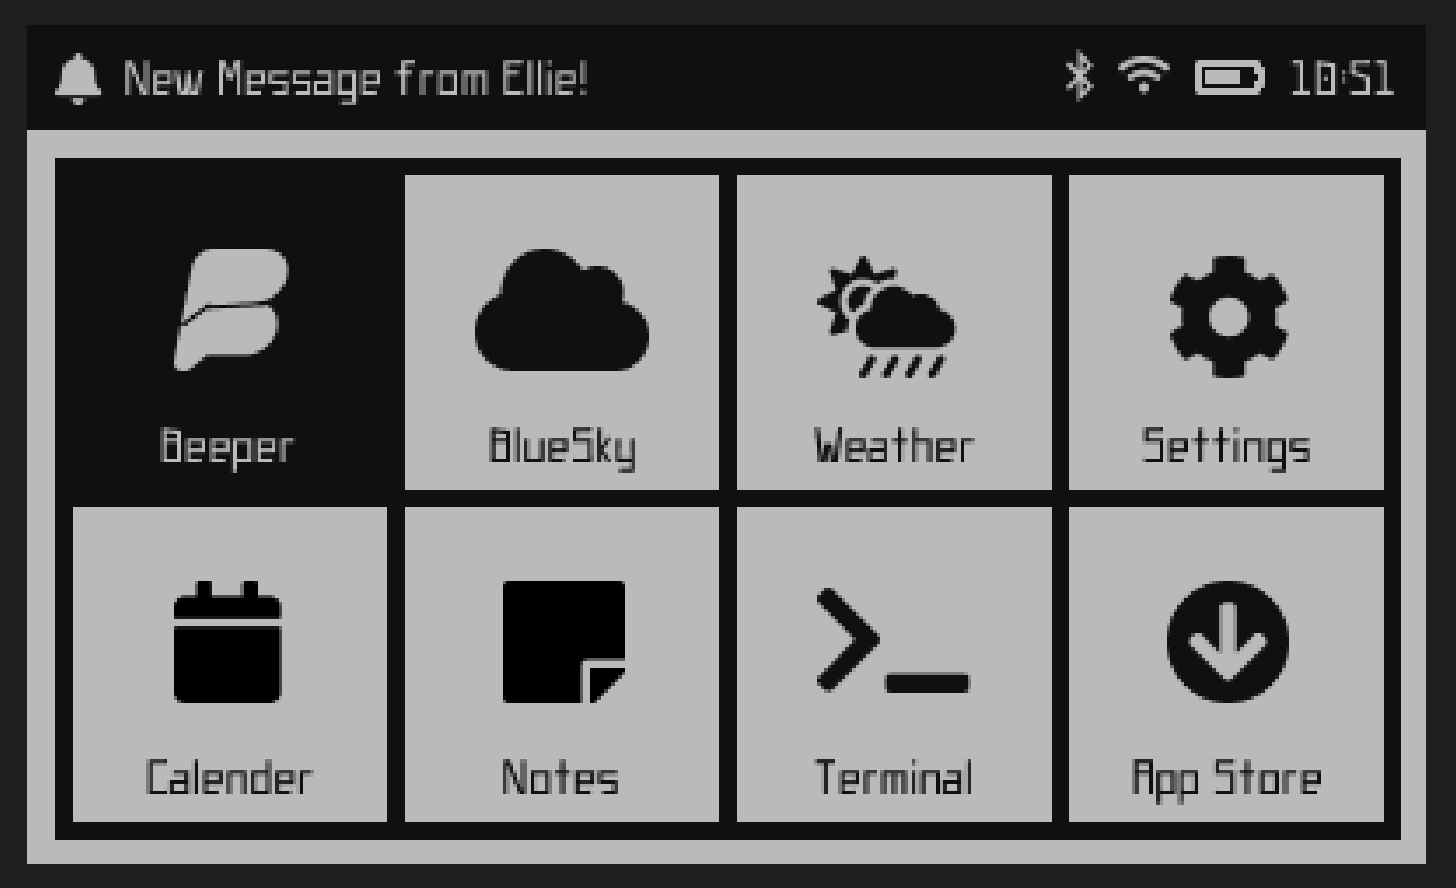 New Message from Ellie! 10:51
Beeper BlueSky Weather Settings
Calender Notes Terminal App Store